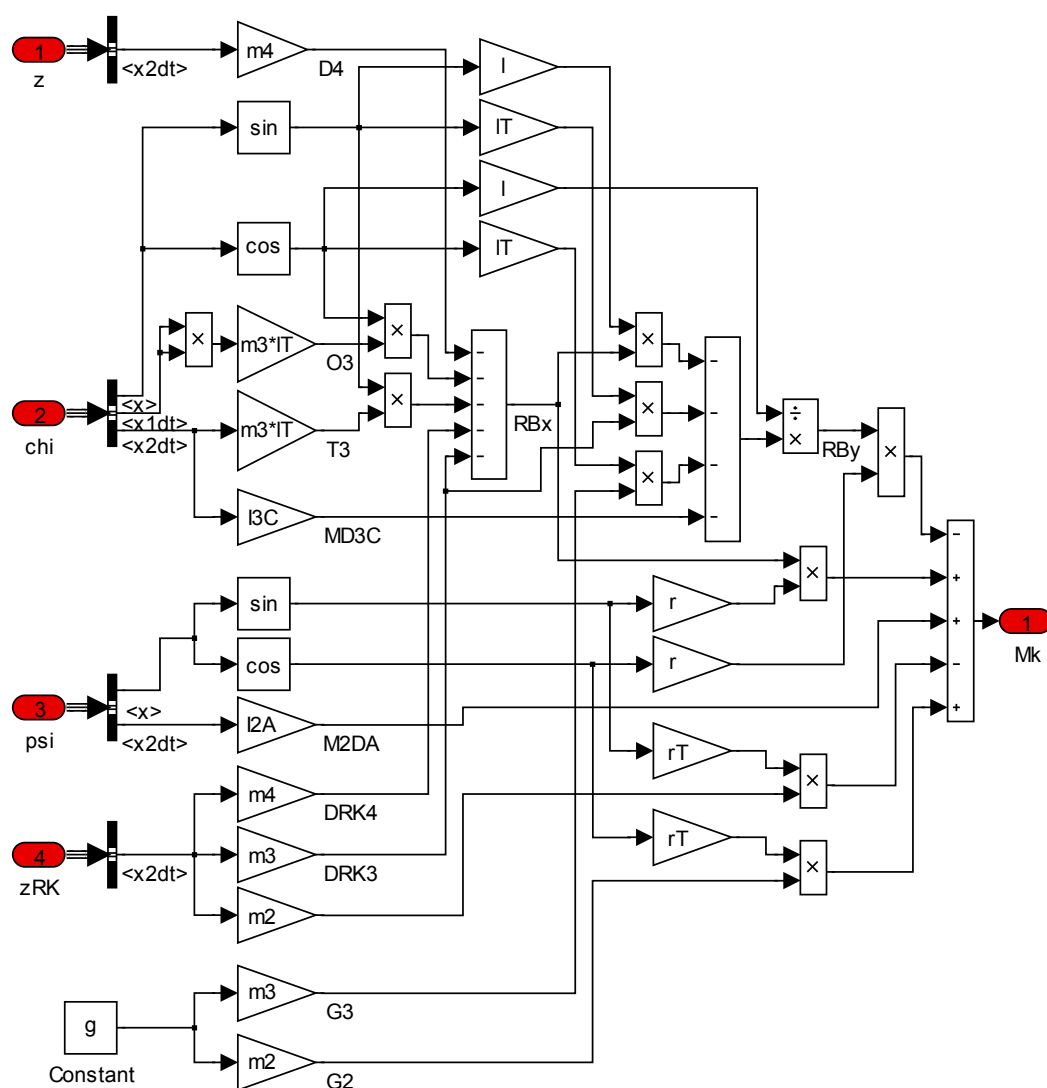 1
z
<x2dt>
m4
D4
l
sin
lT
l
cos
lT
×
m3*lT
O3
×
2
chi
<x>
<x1dt>
<x2dt>
m3*lT
T3
×
I3C
MD3C
−
−
−
−
−
RBx
×
×
×
−
−
−
−
÷
×
RBy
×
×
sin
cos
r
r
3
psi
<x>
<x2dt>
I2A
M2DA
rT
×
rT
×
−
+
+
−
+
1
Mk
4
zRK
<x2dt>
m4
DRK4
m3
DRK3
m2
g
Constant
m3
G3
m2
G2